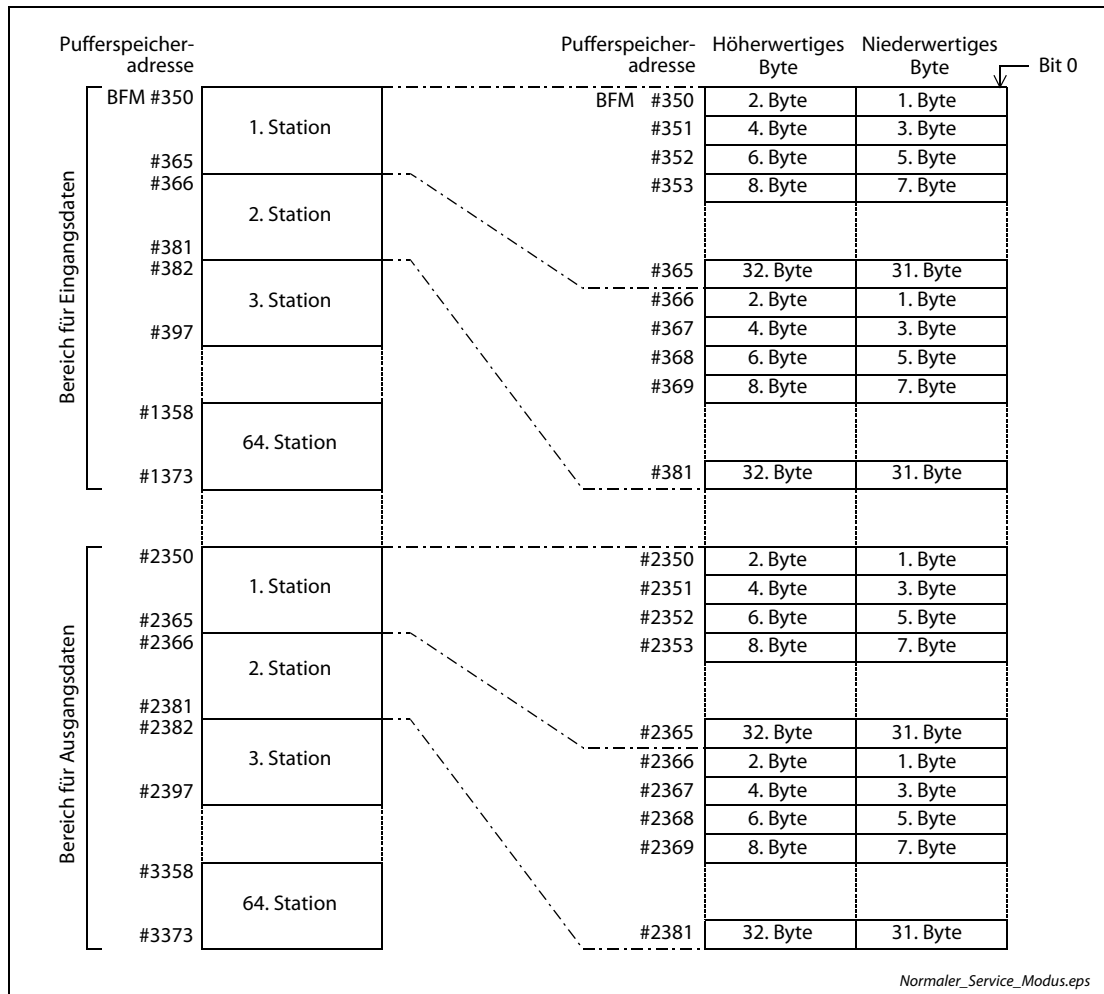 Pufferspeicher-
adresse
Pufferspeicher-
adresse
Höherwertiges
Byte
Niederwertiges
Byte
Bit 0
Bereich für Eingangsdaten
BFM #350
1. Station
#365
#366
2. Station
#381
#382
3. Station
#397
#1358
64. Station
#1373
BFM #350 2. Byte 1. Byte
#351 4. Byte 3. Byte
#352 6. Byte 5. Byte
#353 8. Byte 7. Byte
#365 32. Byte 31. Byte
#366 2. Byte 1. Byte
#367 4. Byte 3. Byte
#368 6. Byte 5. Byte
#369 8. Byte 7. Byte
#381 32. Byte 31. Byte
Bereich für Ausgangsdaten
#2350
1. Station
#2365
#2366
2. Station
#2381
#2382
3. Station
#2397
#3358
64. Station
#3373
#2350 2. Byte 1. Byte
#2351 4. Byte 3. Byte
#2352 6. Byte 5. Byte
#2353 8. Byte 7. Byte
#2365 32. Byte 31. Byte
#2366 2. Byte 1. Byte
#2367 4. Byte 3. Byte
#2368 6. Byte 5. Byte
#2369 8. Byte 7. Byte
#2381 32. Byte 31. Byte
Normaler_Service_Modus.eps